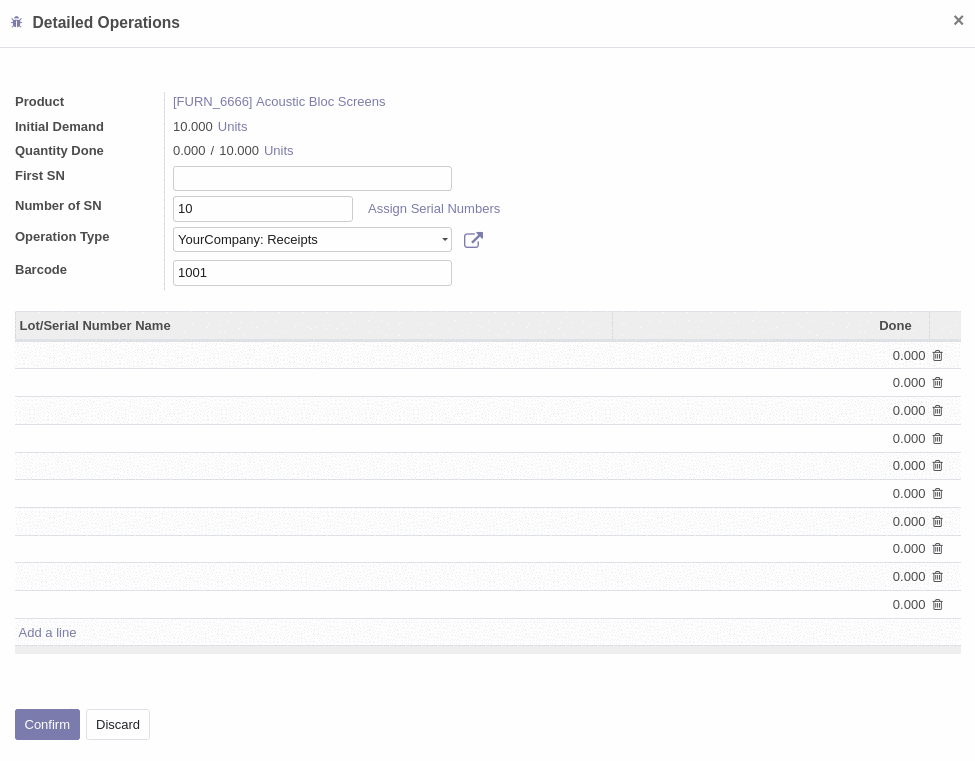 Detailed Operations ×
Product [FURN_6666] Acoustic Bloc Screens
Initial Demand 10.000 Units
Quantity Done 0.000 / 10.000 Units
First SN
Number of SN 10 Assign Serial Numbers
Operation Type YourCompany: Receipts
Barcode 1001
Lot/Serial Number Name Done
0.000
0.000
0.000
0.000
0.000
0.000
0.000
0.000
0.000
0.000
Add a line
Confirm Discard